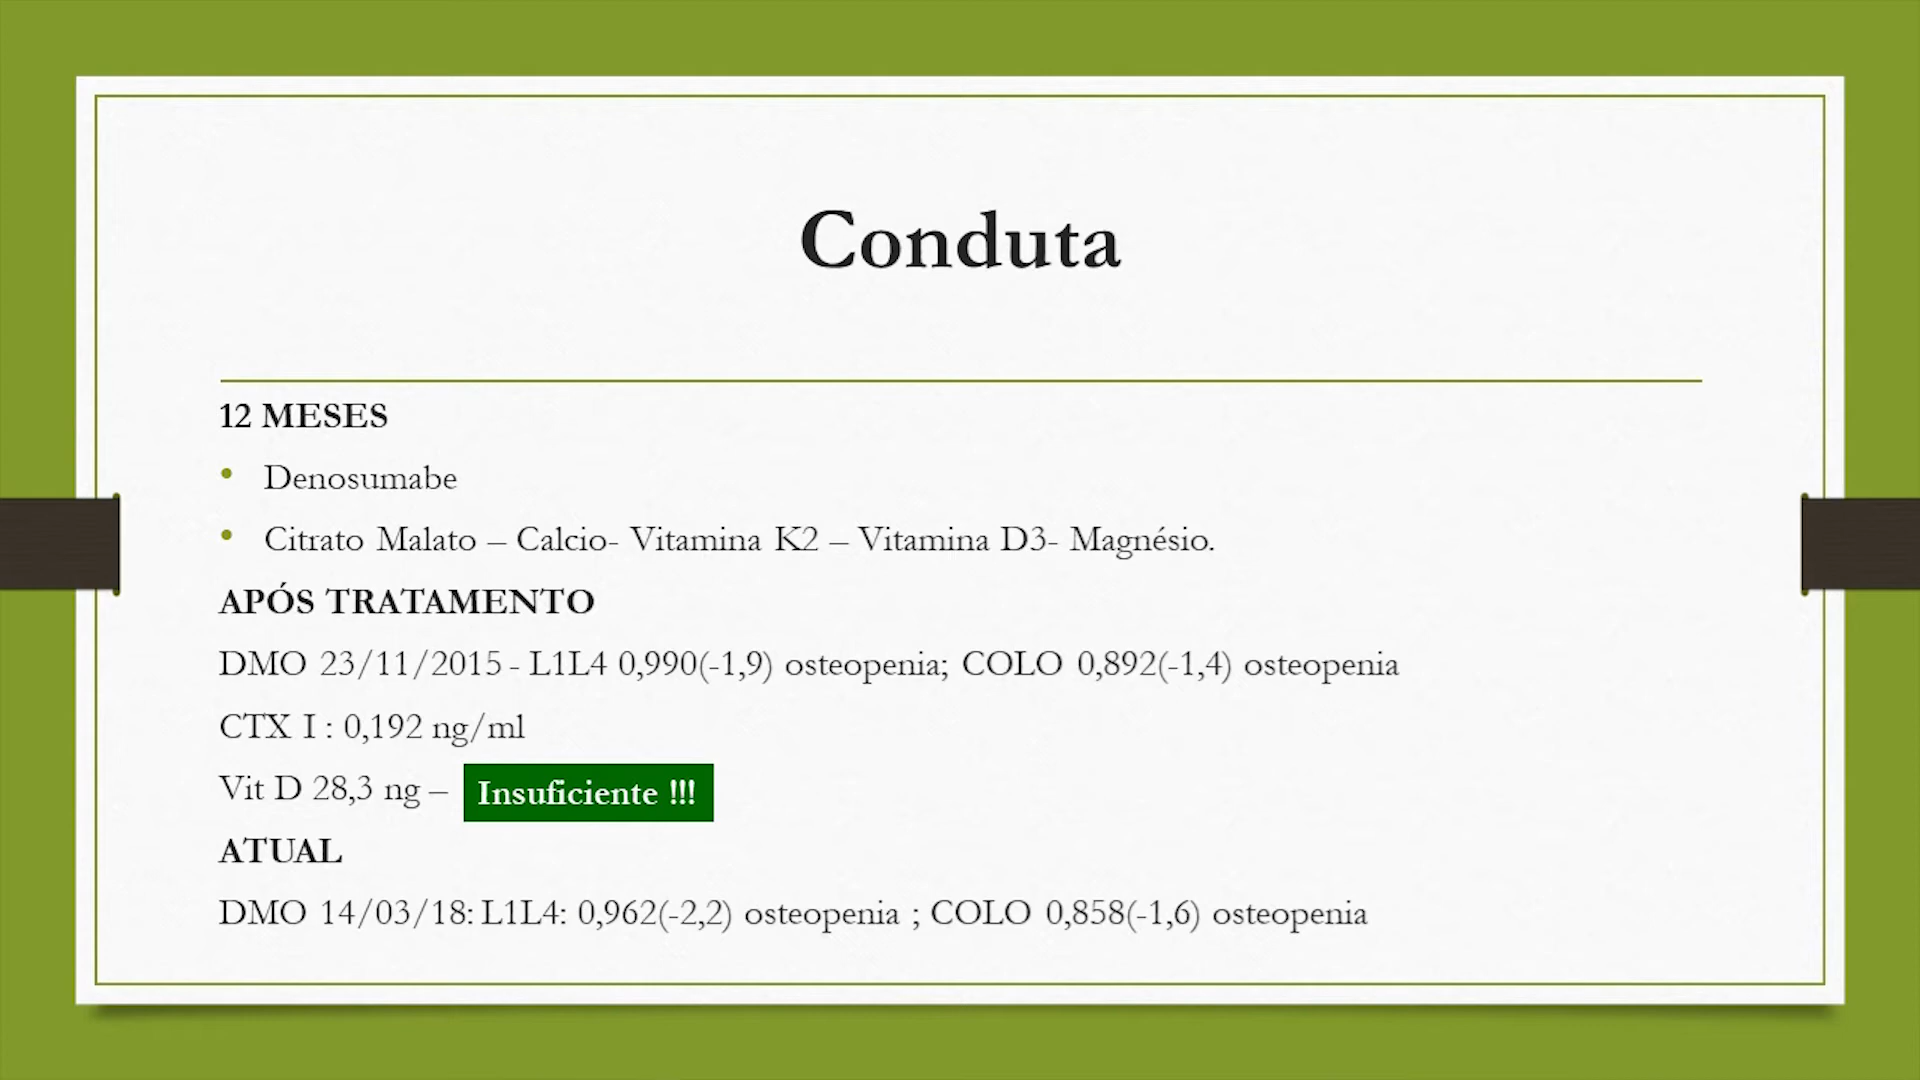 Conduta
12 MESES
• Denosumabe
• Citrato Malato – Calcio- Vitamina K2 – Vitamina D3- Magnésio.
APÓS TRATAMENTO
DMO 23/11/2015 - L1L4 0,990(-1,9) osteopenia; COLO 0,892(-1,4) osteopenia
CTX I : 0,192 ng/ml
Vit D 28,3 ng – Insuficiente !!!
ATUAL
DMO 14/03/18: L1L4: 0,962(-2,2) osteopenia ; COLO 0,858(-1,6) osteopenia